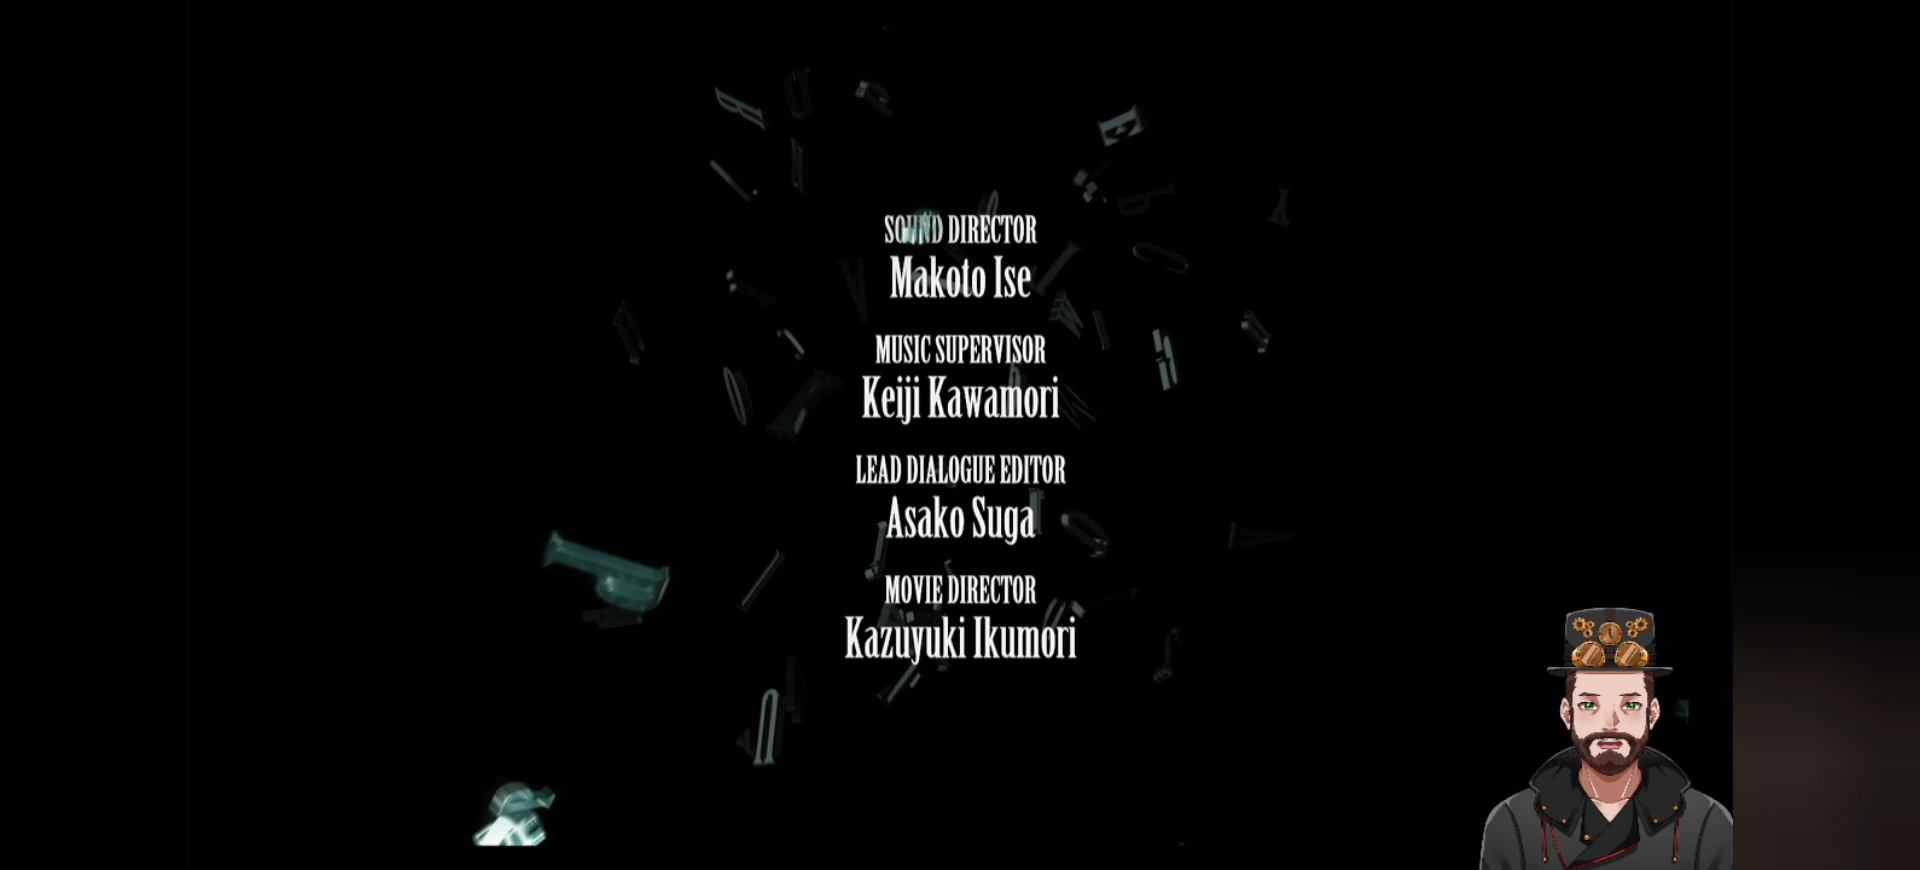 SOUND DIRECTOR
Makoto Ise
MUSIC SUPERVISOR
Keiji Kawamori
LEAD DIALOGUE EDITOR
Asako Suga
MOVIE DIRECTOR
Kazuyuki Ikumori